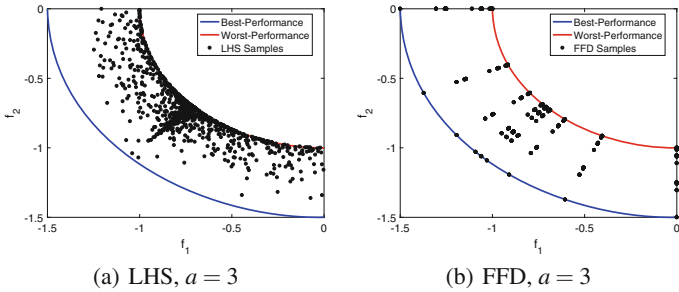 0
-0.5
-1
-1.5
-1.5
-1
-0.5
0
f2
f1
Best-Performance
Worst-Performance
LHS Samples
(a) LHS, a = 3
0
-0.5
-1
-1.5
-1.5
-1
-0.5
0
f2
f1
Best-Performance
Worst-Performance
FFD Samples
(b) FFD, a = 3